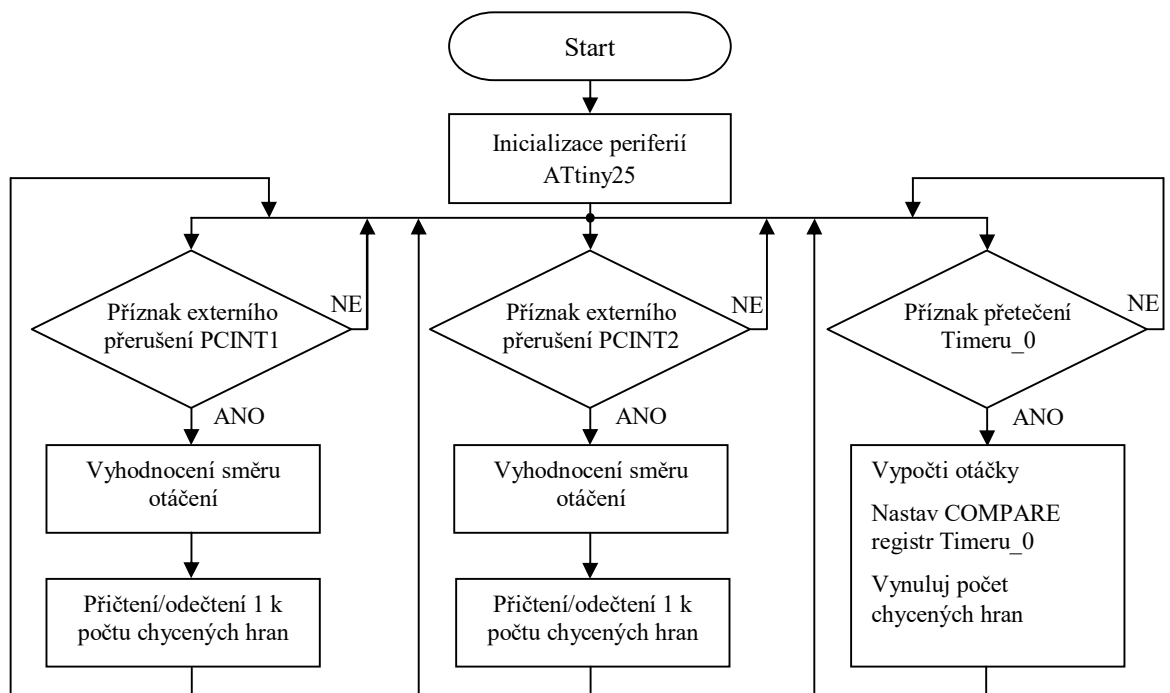 Start
Inicializace periferií
ATtiny25
Příznak externího
přerušení PCINT1
NE
ANO
Vyhodnocení směru
otáčení
Přičtení/odečtení 1 k
počtu chycených hran
Příznak externího
přerušení PCINT2
NE
ANO
Vyhodnocení směru
otáčení
Přičtení/odečtení 1 k
počtu chycených hran
Příznak přetečení
Timeru_0
NE
ANO
Vypočti otáčky
Nastav COMPARE
registr Timeru_0
Vynuluj počet
chycených hran